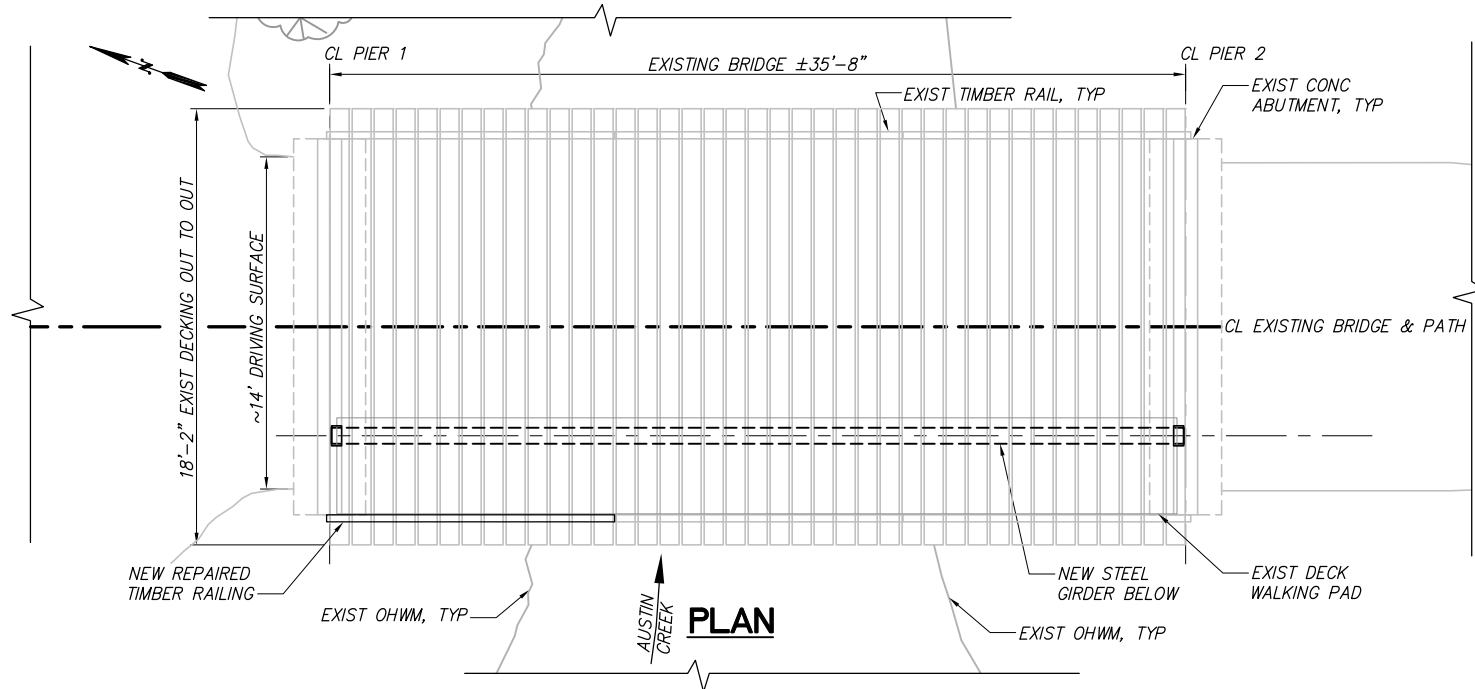 N
CL PIER 1
EXISTING BRIDGE ±35'-8"
CL PIER 2
EXIST TIMBER RAIL, TYP
EXIST CONC
ABUTMENT, TYP
18'-2" EXIST DECKING OUT TO OUT
~14' DRIVING SURFACE
CL EXISTING BRIDGE & PATH
NEW REPAIRED
TIMBER RAILING
EXIST OHWM, TYP
AUSTIN
CREEK
PLAN
NEW STEEL
GIRDER BELOW
EXIST DECK
WALKING PAD
EXIST OHWM, TYP